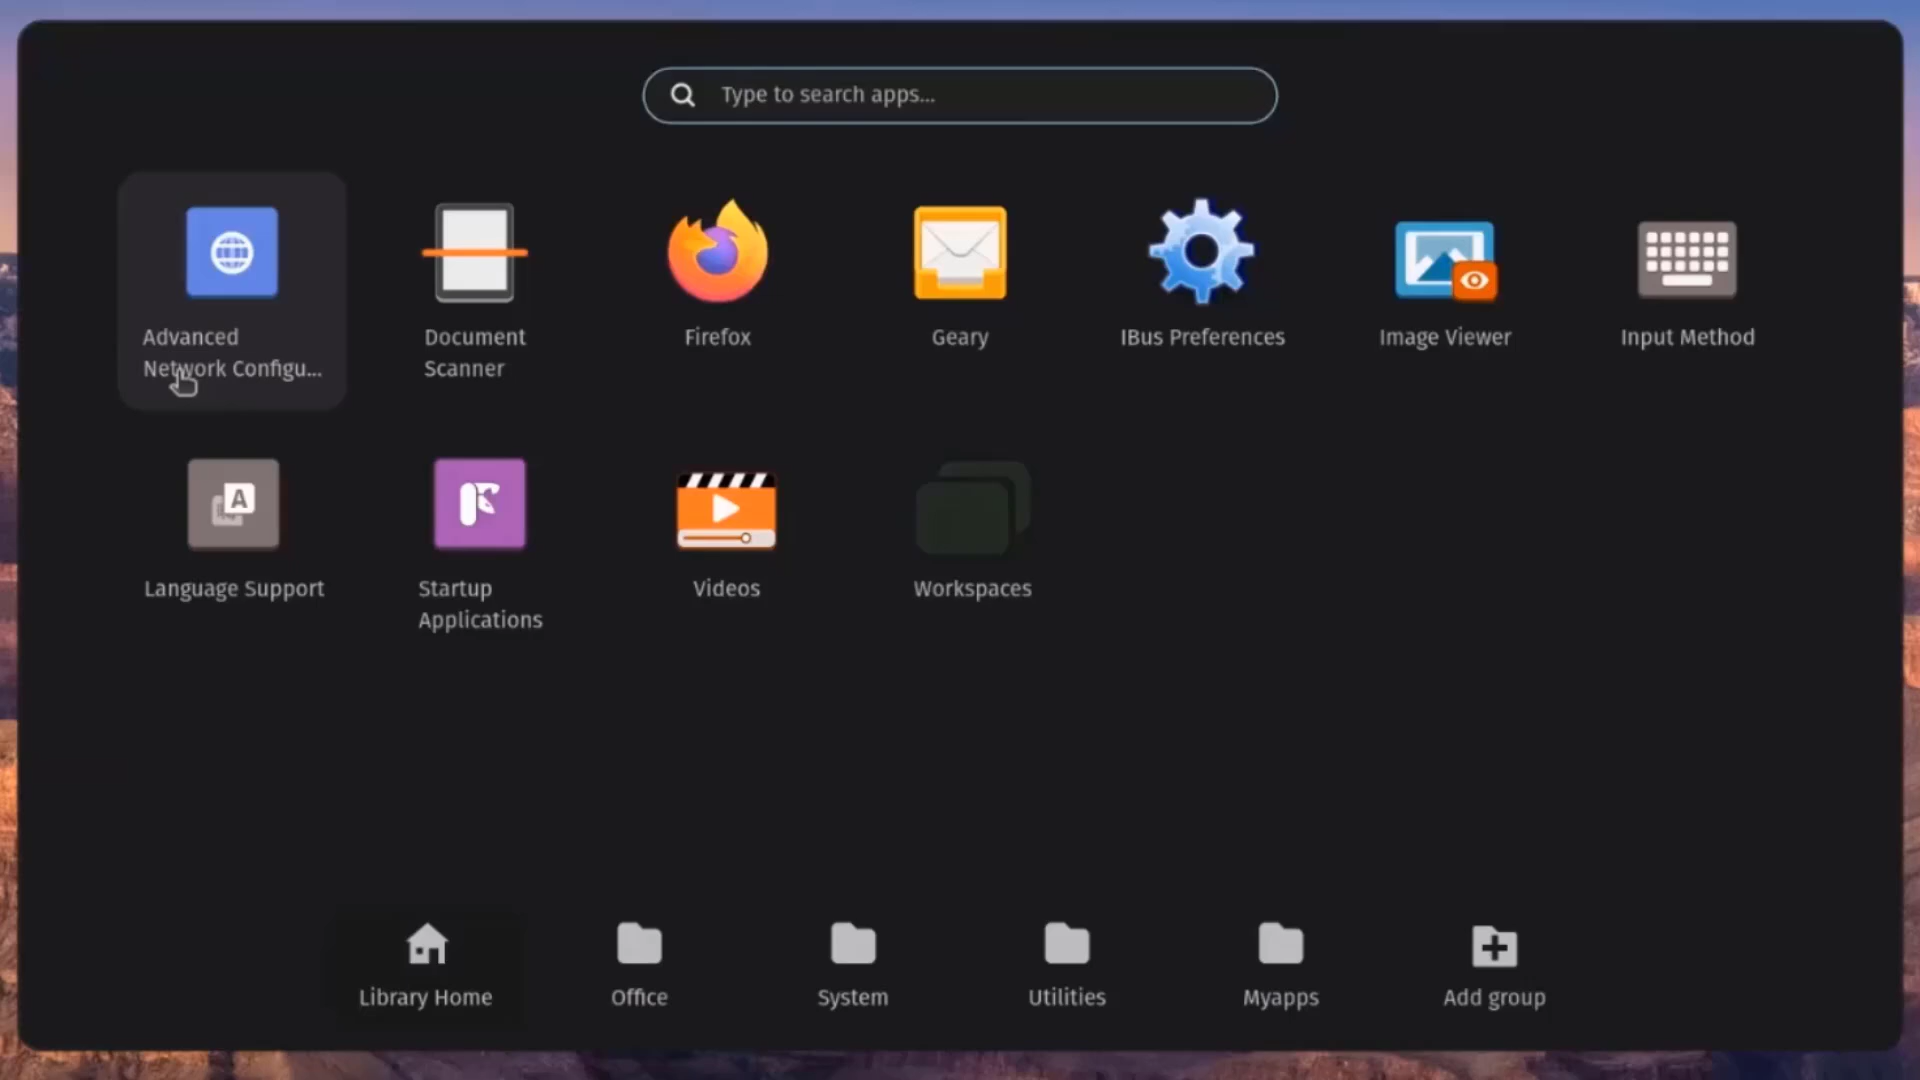 Type to search apps...
Advanced
Network Configu...
Document
Scanner
Firefox
Geary
IBus Preferences
Image Viewer
Input Method
A
Language Support
Startup
Applications
Videos
Workspaces
Library Home
Office
System
Utilities
Myapps
Add group